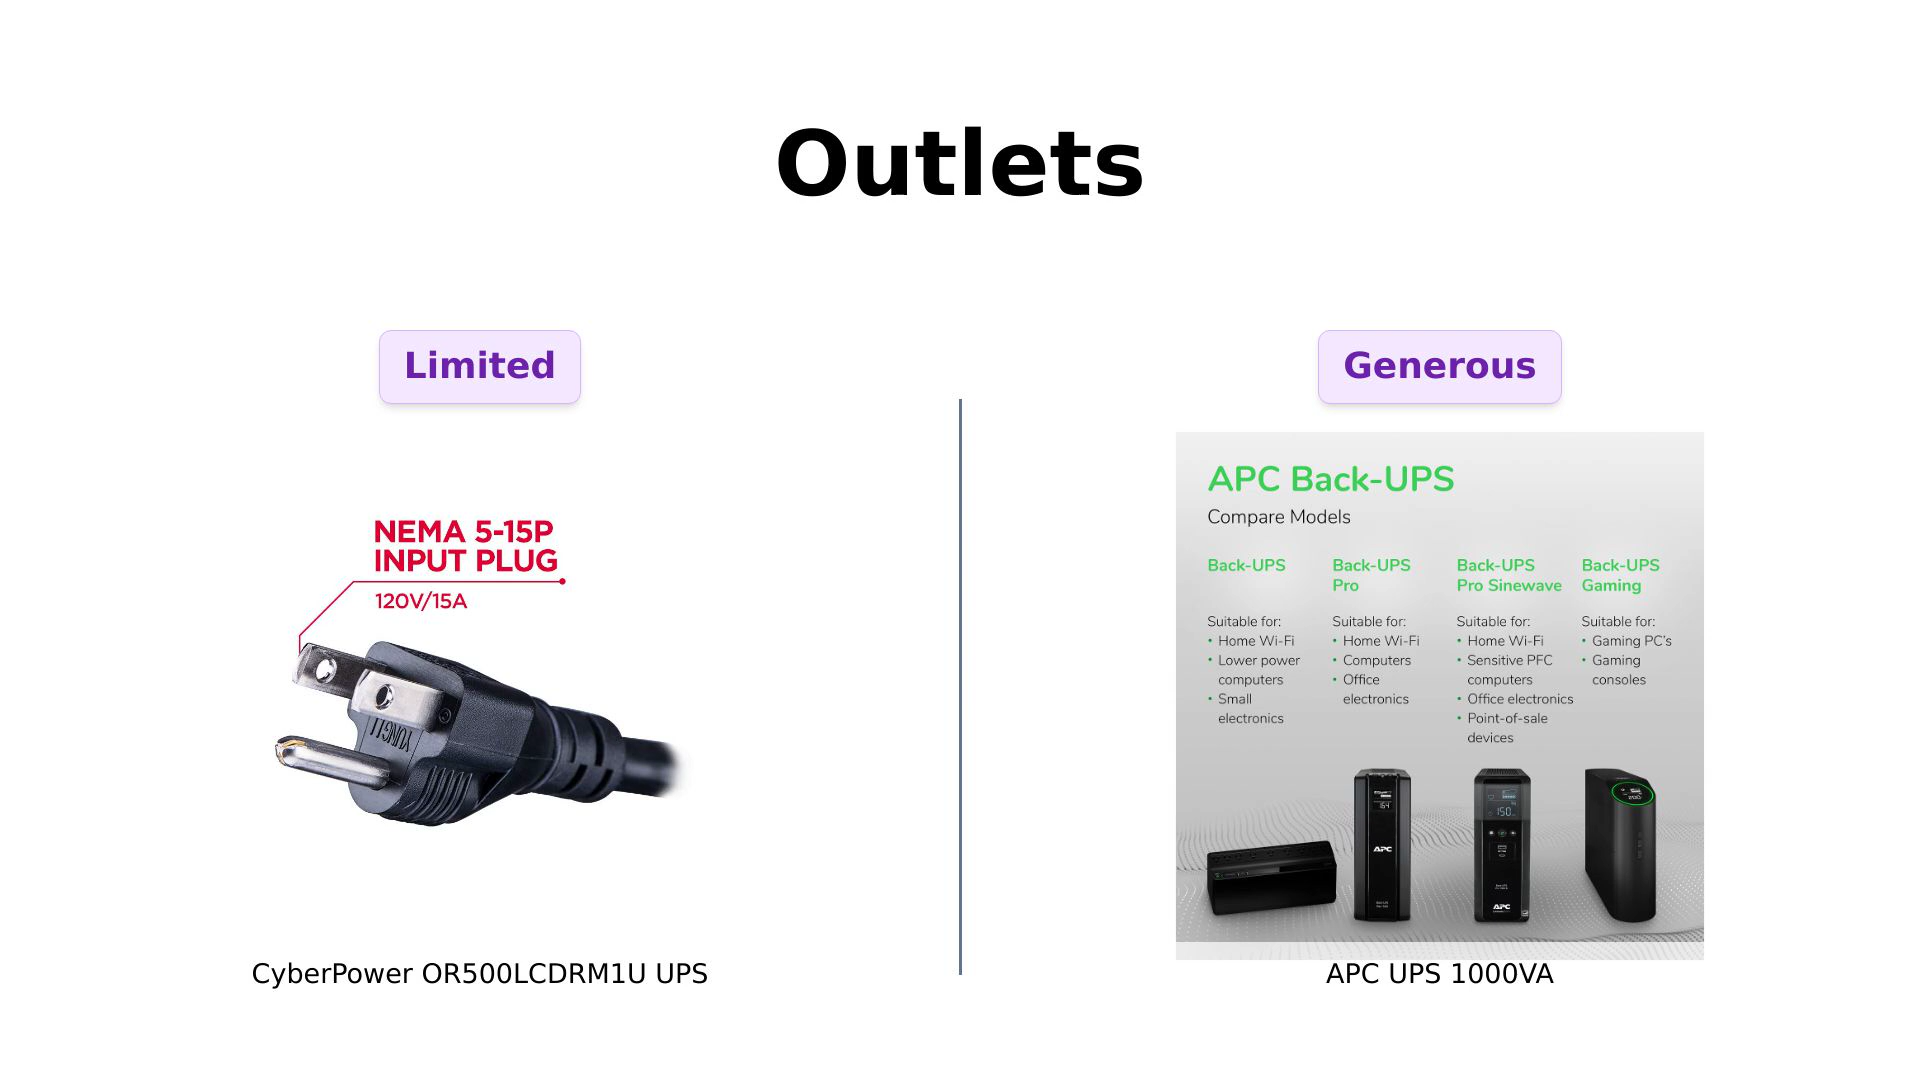 Outlets
Limited
Generous
NEMA 5-15P
INPUT PLUG
120V/15A
YUNGLI
CyberPower OR500LCDRM1U UPS
APC Back-UPS
Compare Models
Back-UPS
Suitable for:
• Home Wi-Fi
• Lower power
computers
• Small
electronics
Back-UPS
Pro
Suitable for:
• Home Wi-Fi
• Computers
• Office
electronics
Back-UPS
Pro Sinewave
Suitable for:
• Home Wi-Fi
• Sensitive PFC
computers
• Office electronics
• Point-of-sale
devices
Back-UPS
Gaming
Suitable for:
• Gaming PC's
• Gaming
consoles
APC
APC
APC UPS 1000VA